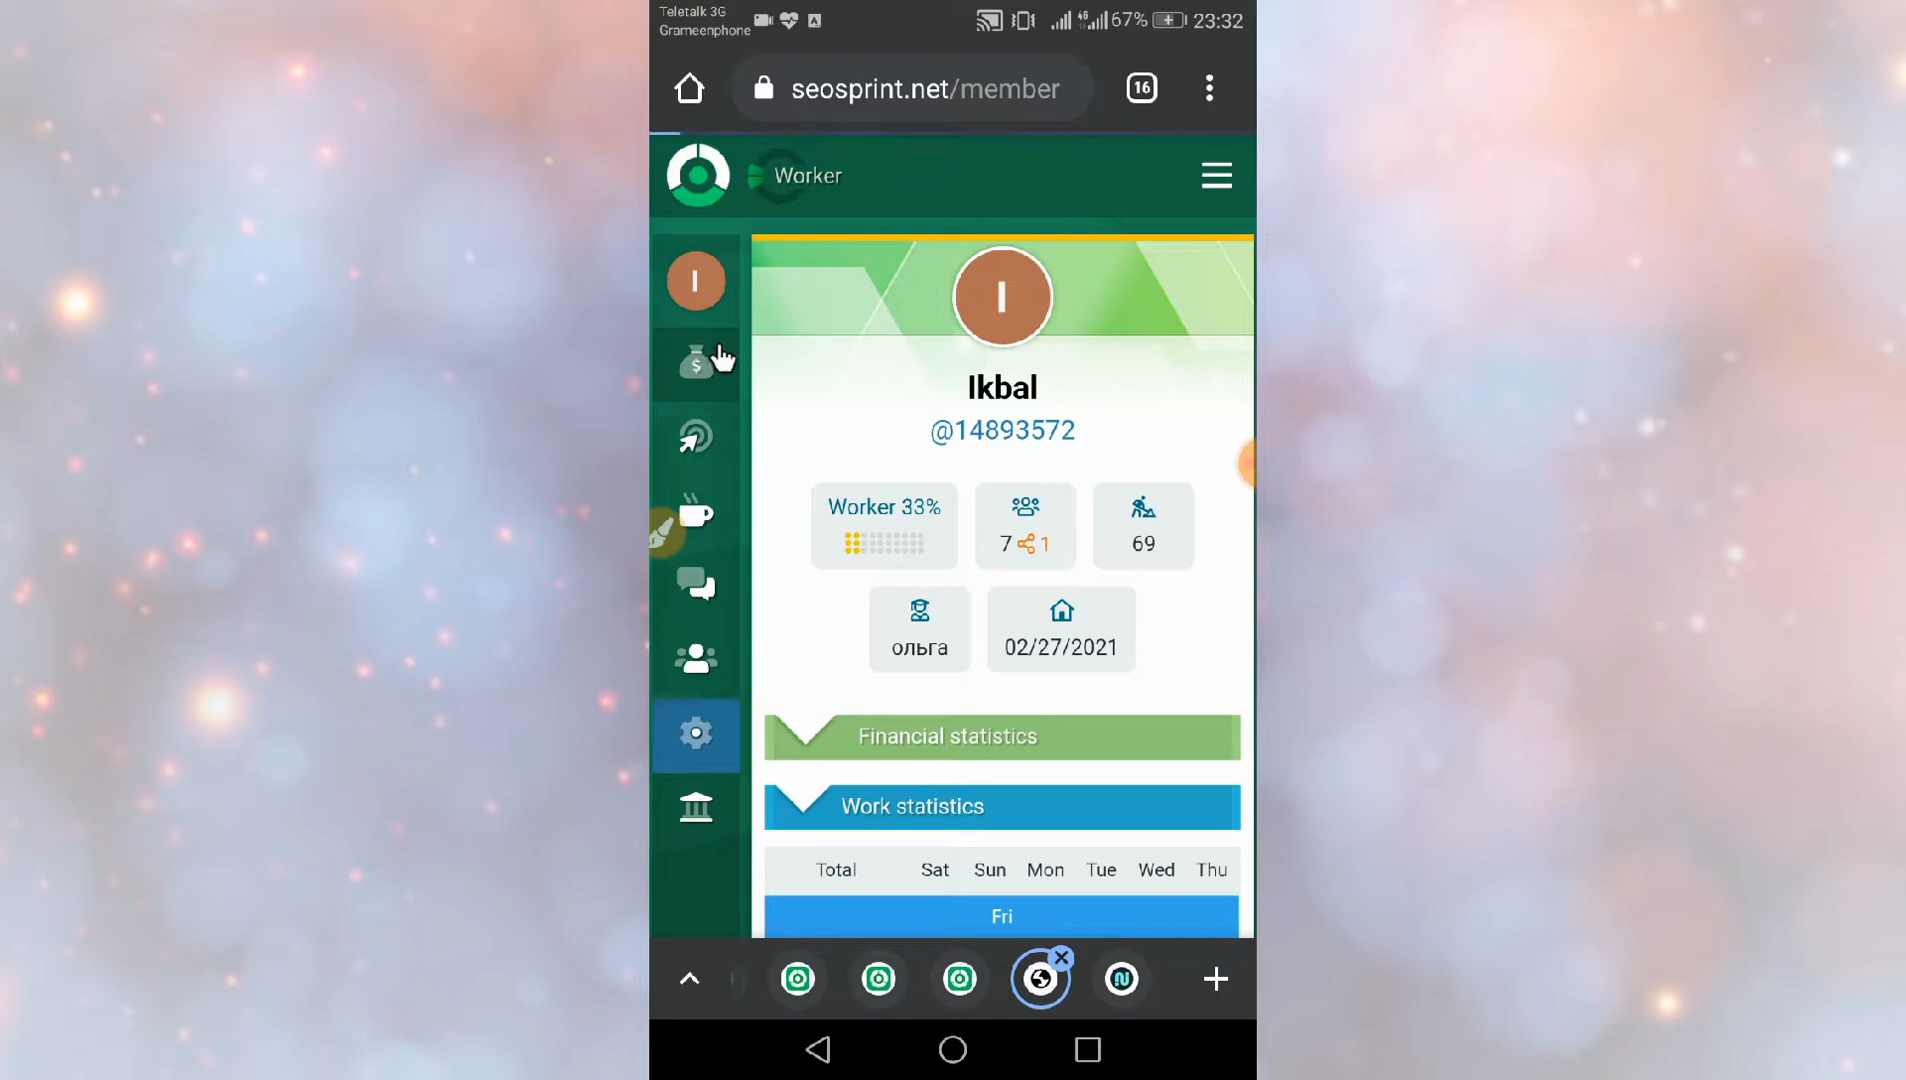 Teletalk 3G
Grameenphone
4G
67%
23:32
seosprint.net/member
16
Worker
I
I
$
Ikbal
@14893572
Worker 33%
7 1
69
ольга
02/27/2021
Financial statistics
Work statistics
Total Sat Sun Mon Tue Wed Thu
Fri